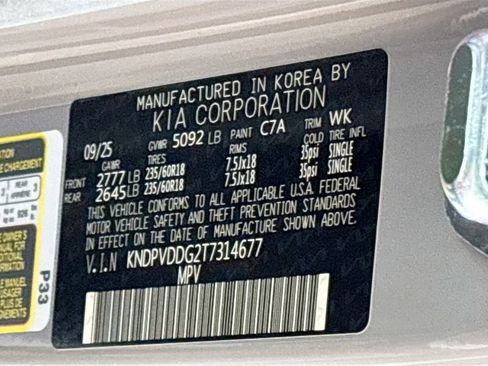 MANUFACTURED IN KOREA BY
KIA CORPORATION
09/25 GVWR 5092 LB PAINT C7A TRIM WK
GAWR TIRES RIMS COLD TIRE INFL
FRONT 2777 LB 235/60R18 7.5Jx18 35psi SINGLE
REAR 2645 LB 235/60R18 7.5Jx18 35psi SINGLE
THIS VEHICLE CONFORMS TO ALL APPLICABLE U.S.A. FEDERAL
MOTOR VEHICLE SAFETY AND THEFT PREVENTION STANDARDS
IN EFFECT ON THE DATE OF MANUFACTURE SHOWN ABOVE.
V.I.N KNDPVDDG2T7314677
MPV
P33